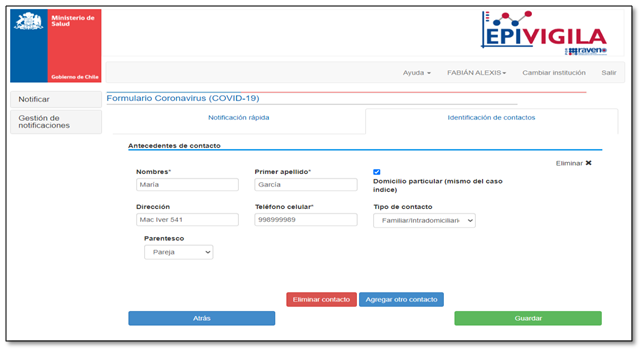 Ministerio de
Salud
Gobierno de Chile
EPIVIGILA
raveno
Ayuda
FABIÁN ALEXIS
Cambiar institución
Salir
Notificar
Gestión de
notificaciones
Formulario Coronavirus (COVID-19)
Notificación rápida
Identificación de contactos
Antecedentes de contacto
Eliminar ✖
Nombres*
Primer apellido*
María
García
Domicilio particular (mismo del caso
índice)
Dirección
Teléfono celular*
Tipo de contacto
Mac Iver 541
998999989
Familiar/Intradomiciliari
Parentesco
Pareja
Eliminar contacto
Agregar otro contacto
Atrás
Guardar